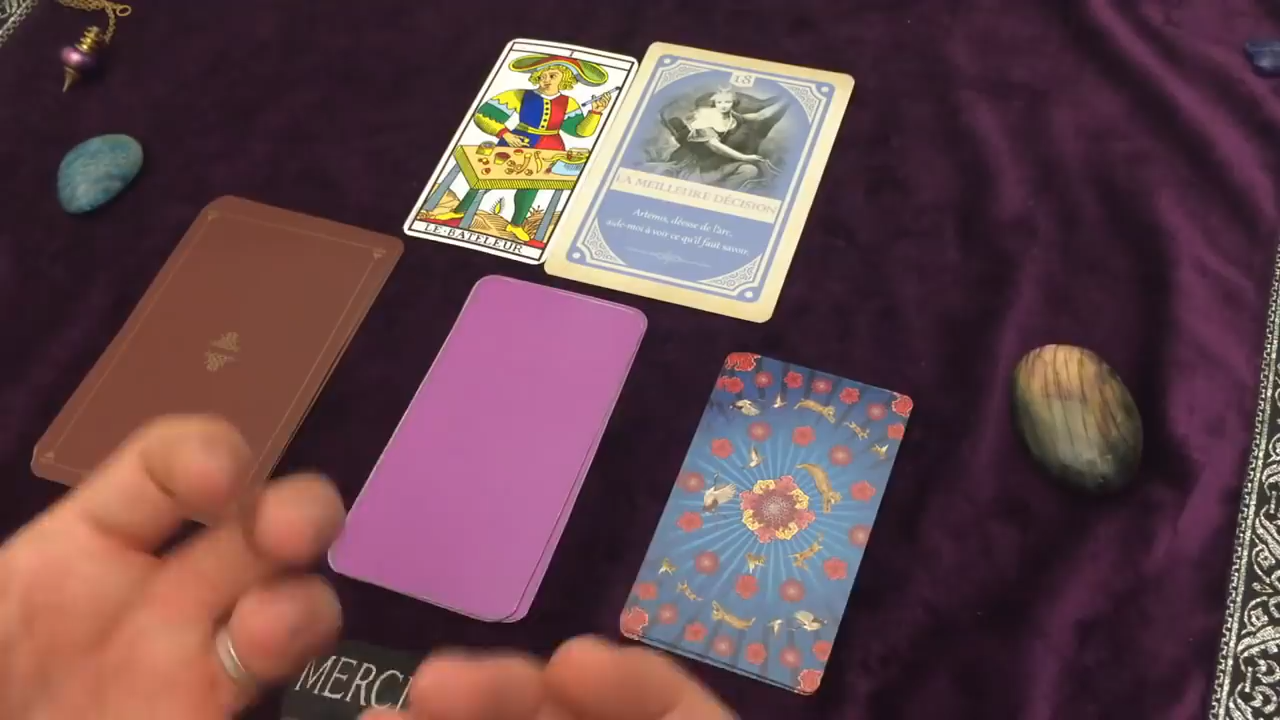 I
LE·BATELEUR
18
LA MEILLEURE DÉCISION
Artémis, déesse de l'arc,
aide-moi à voir ce qu'il faut savoir.
MERCI